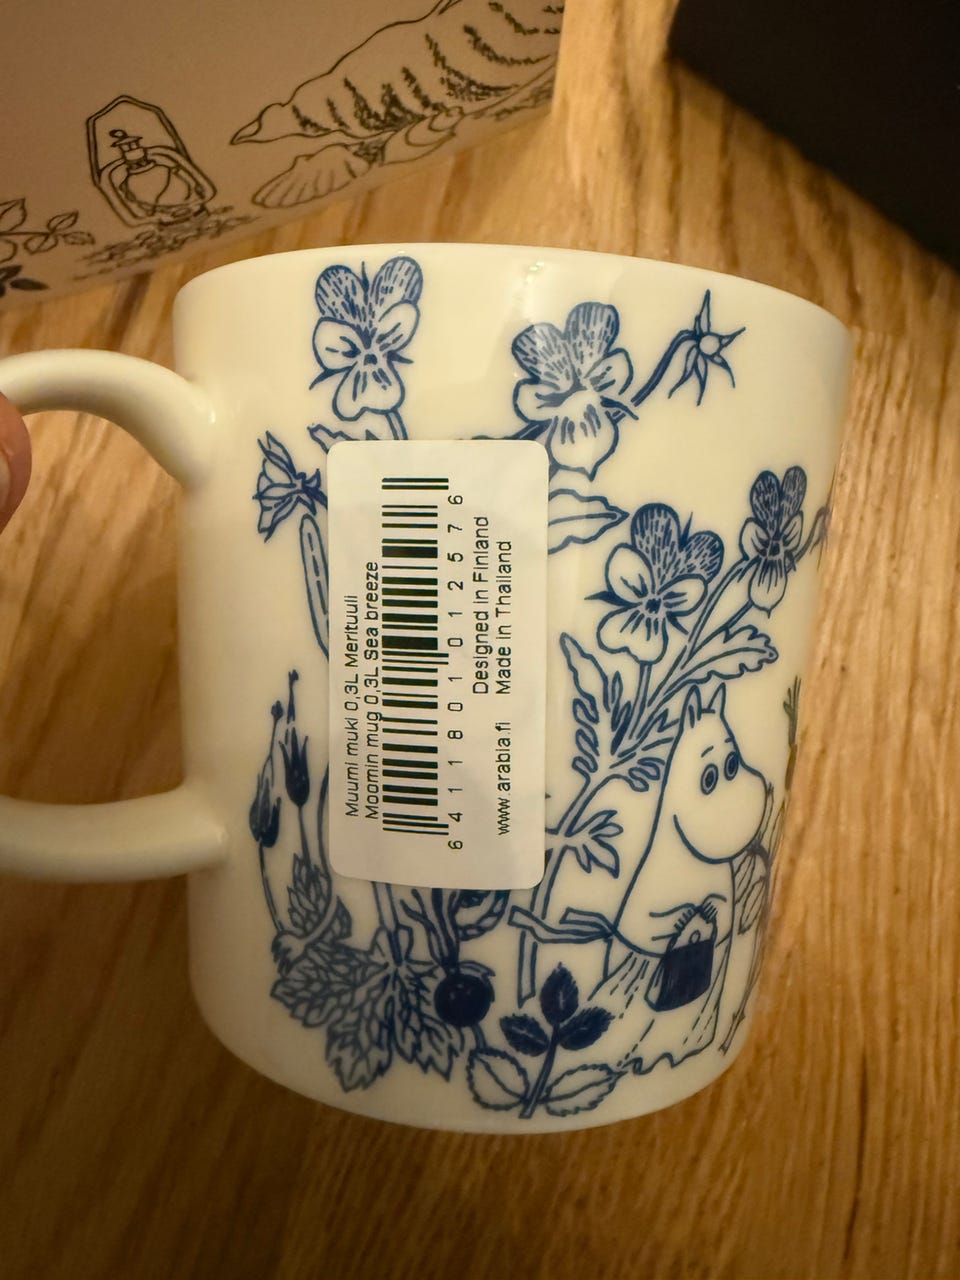 Muumi muki 0,3L Merituuli
Moomin mug 0,3L Sea breeze
6 411801 012576
Designed in Finland
www.arabia.fi Made in Thailand